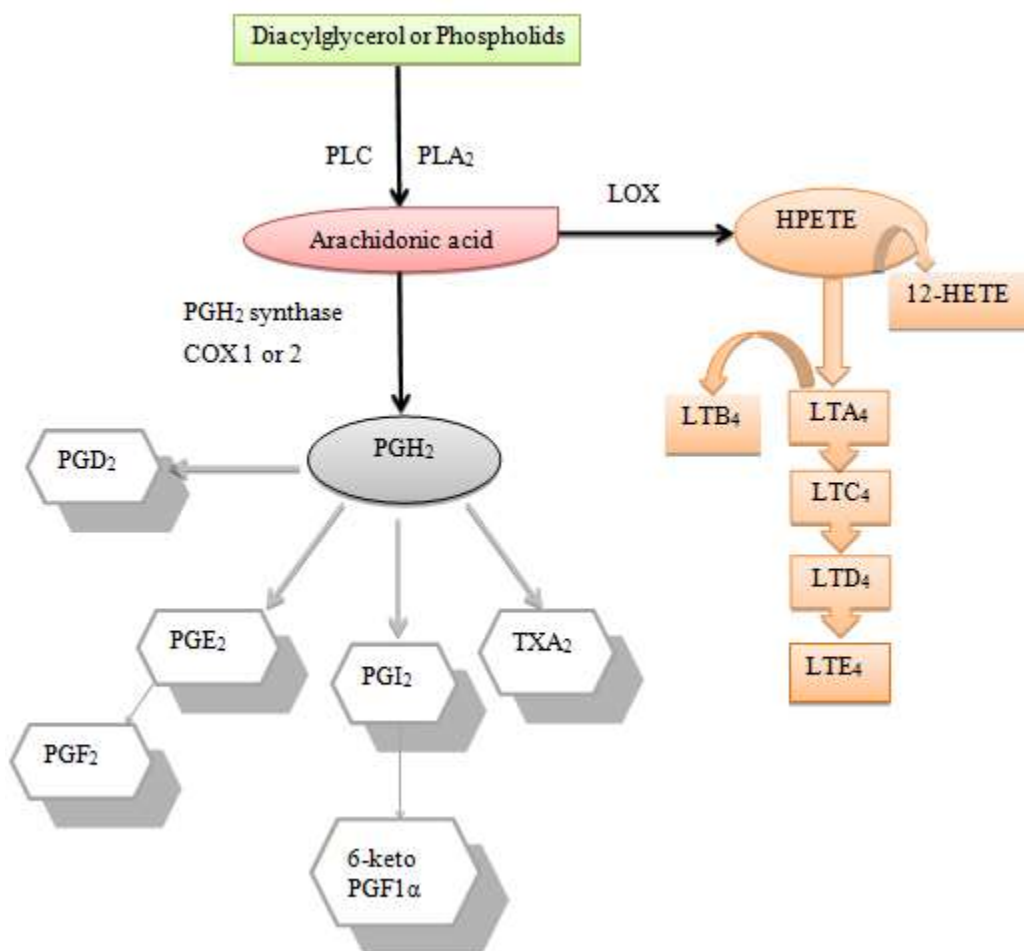 Diacylglycerol or Phospholids
PLC
PLA₂
LOX
Arachidonic acid
HPETE
12-HETE
PGH₂ synthase
COX 1 or 2
LTB₄
LTA₄
PGH₂
PGD₂
LTC₄
LTD₄
PGE₂
PGI₂
TXA₂
LTE₄
PGF₂
6-keto
PGF1α